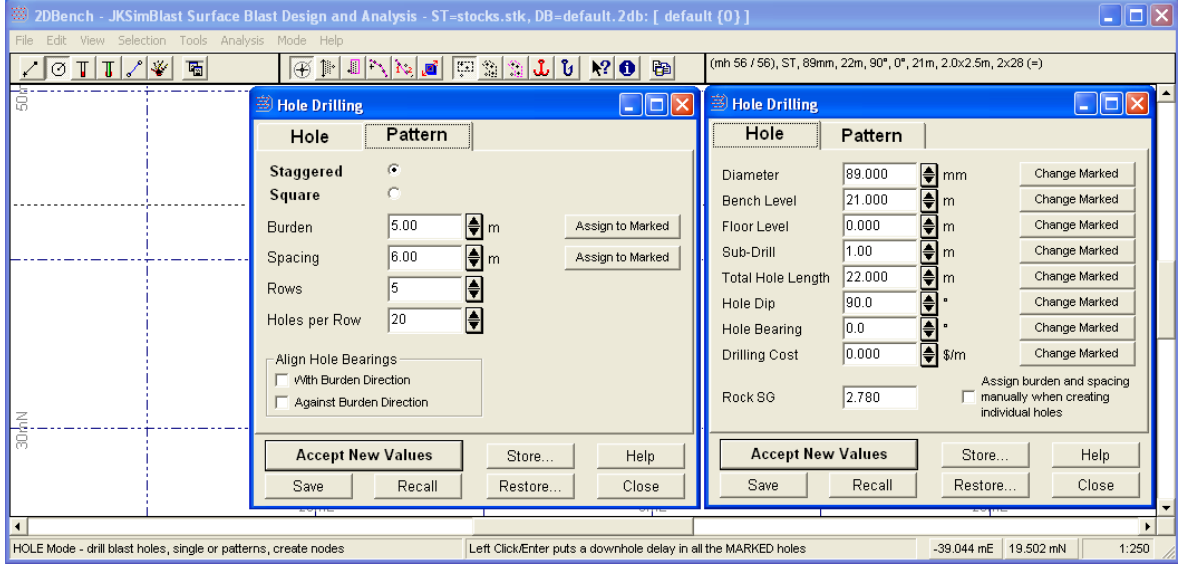 2DBench - JKSimBlast Surface Blast Design and Analysis - ST=stocks.stk, DB=default.2db: [ default {0} ]
File Edit View Selection Tools Analysis Mode Help
(mh 56 / 56), ST, 89mm, 22m, 90°, 0°, 21m, 2.0x2.5m, 2x28 (=)
50m
30mN
Hole Drilling
Hole Pattern
Staggered
Square
Burden 5.00 m Assign to Marked
Spacing 6.00 m Assign to Marked
Rows 5
Holes per Row 20
Align Hole Bearings
With Burden Direction
Against Burden Direction
Accept New Values Store... Help
Save Recall Restore... Close
Hole Drilling
Hole Pattern
Diameter 89.000 mm Change Marked
Bench Level 21.000 m Change Marked
Floor Level 0.000 m Change Marked
Sub-Drill 1.00 m Change Marked
Total Hole Length 22.000 m Change Marked
Hole Dip 90.0 ° Change Marked
Hole Bearing 0.0 ° Change Marked
Drilling Cost 0.000 $/m Change Marked
Rock SG 2.780
Assign burden and spacing
manually when creating
individual holes
Accept New Values Store... Help
Save Recall Restore... Close
HOLE Mode - drill blast holes, single or patterns, create nodes Left Click/Enter puts a downhole delay in all the MARKED holes -39.044 mE 19.502 mN 1:250